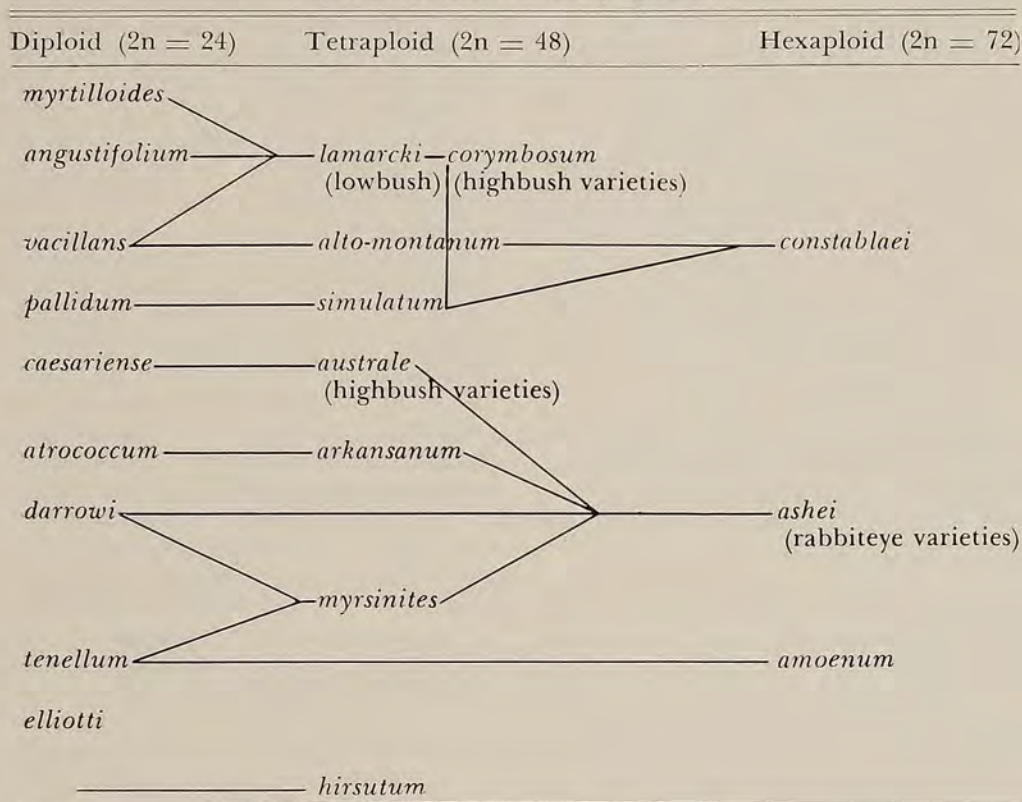 Diploid (2n = 24) Tetraploid (2n = 48) Hexaploid (2n = 72)
myrtilloides
angustifolium lamarcki corymbosum
(lowbush) (highbush varieties)
vacillans alto-montanum constablaei
pallidum simulatum
caesariense australe
(highbush varieties)
atrococcum arkansanum
darrowi ashei
(rabbiteye varieties)
myrsinites
tenellum amoenum
elliotti
hirsutum